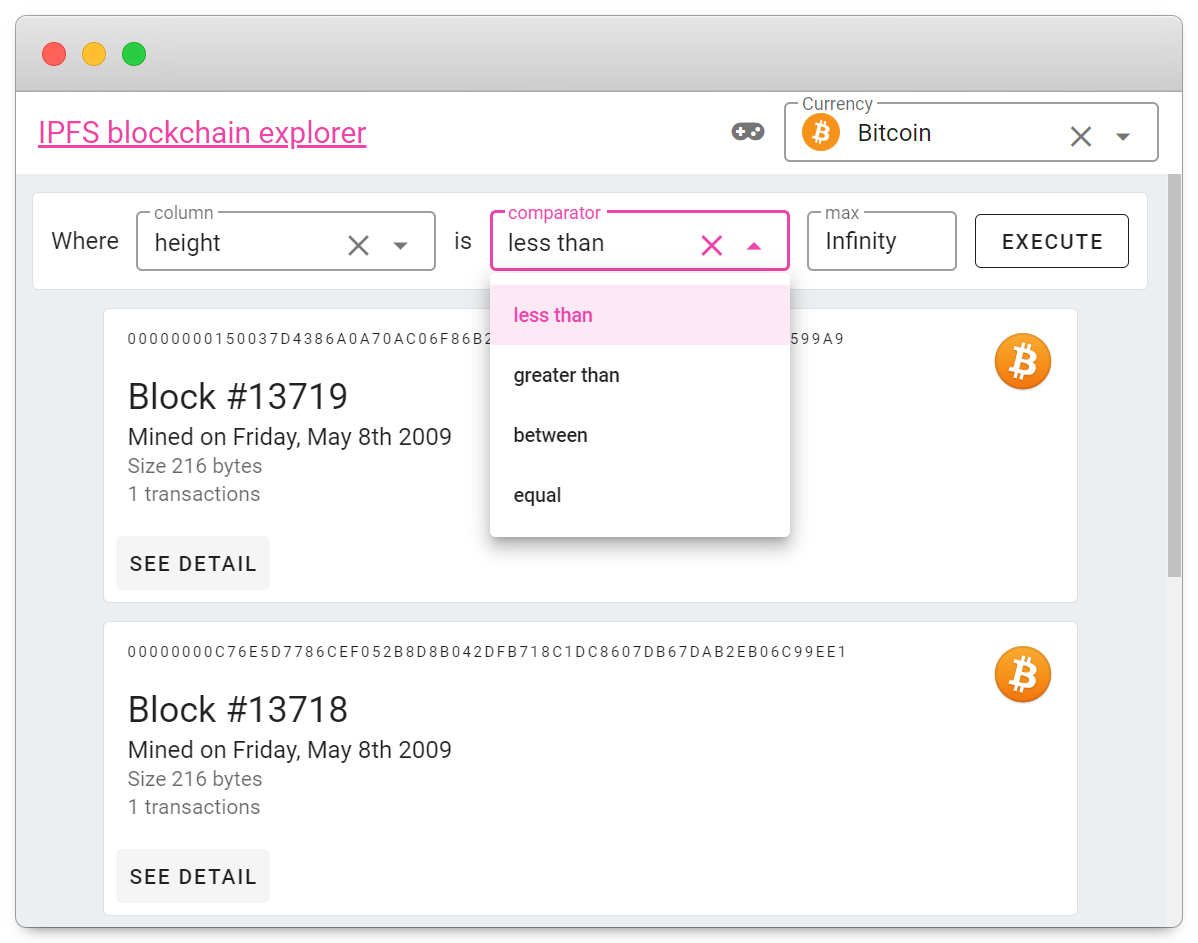 IPFS blockchain explorer
Currency
Bitcoin
Where
column
height
is
comparator
less than
max
Infinity
EXECUTE
less than
greater than
between
equal
00000000150037D4386A0A70AC06F86B2 599A9
Block #13719
Mined on Friday, May 8th 2009
Size 216 bytes
1 transactions
SEE DETAIL
00000000C76E5D7786CEF052B8D8B042DFB718C1DC8607DB67DAB2EB06C99EE1
Block #13718
Mined on Friday, May 8th 2009
Size 216 bytes
1 transactions
SEE DETAIL